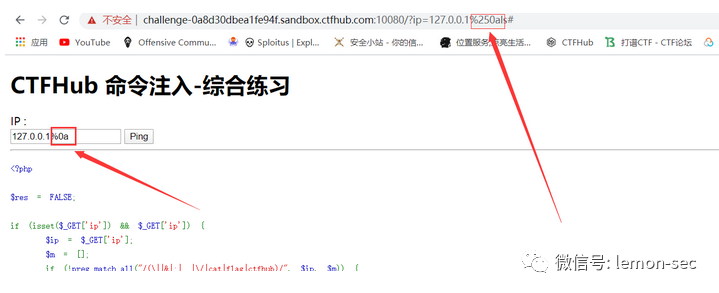 不安全 | challenge-0a8d30dbea1fe94f.sandbox.ctfhub.com:10080/?ip=127.0.0.1%250als#
应用 YouTube Offensive Commu... Sploitus | Exploit... 安全小站 - 你的信... 位置服务 亮生活... CTFHub 打造CTF - CTF论坛
CTFHub 命令注入-综合练习
IP :
127.0.0.1%0a Ping
<?php
$res = FALSE;
if (isset($_GET['ip']) && $_GET['ip']) {
$ip = $_GET['ip'];
$m = [];
if (!preg_match_all("/(\||&|;| |\/|cat|flag|ctfhub)/", $ip, $m)) {
微信号: lemon-sec